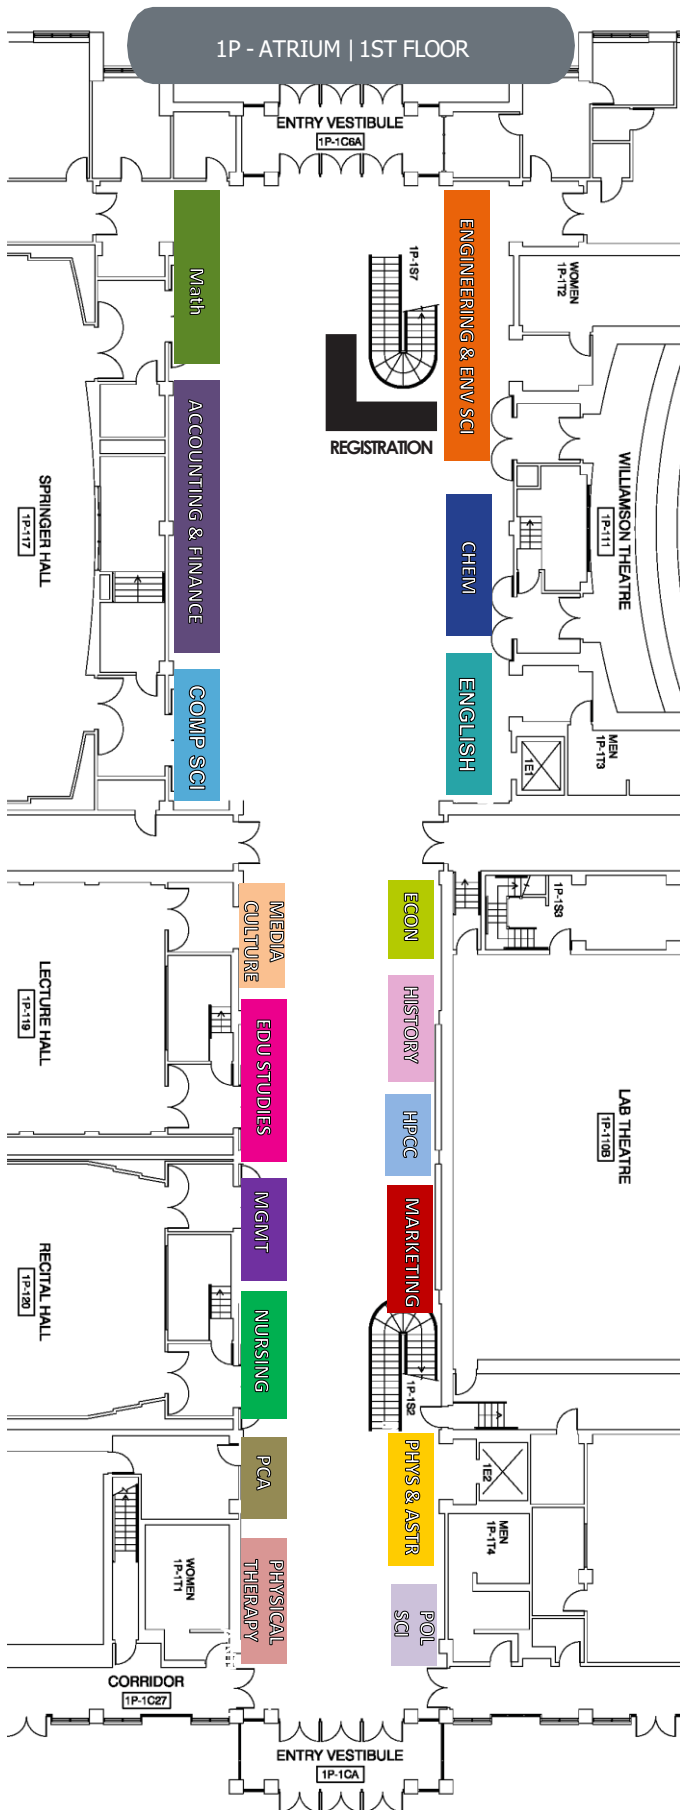 1P - ATRIUM | 1ST FLOOR
ENTRY VESTIBULE
1P-1C6A
Math
1P-1S7
ENGINEERING & ENV SCI
WOMEN
1P-1T2
REGISTRATION
ACCOUNTING & FINANCE
SPRINGER HALL
1P-117
CHEM
WILLIAMSON THEATRE
1P-111
COMP SCI
ENGLISH
1E1
MEN
1P-1T3
MEDIA
CULTURE
ECON
1P-1S3
LECTURE HALL
1P-119
HISTORY
EDU STUDIES
HPCC
LAB THEATRE
1P-110B
MGMT
MARKETING
RECITAL HALL
1P-120
NURSING
1P-1S2
PCA
PHYS & ASTR
1E2
MEN
1P-1T4
WOMEN
1P-1T1
PHYSICAL
THERAPY
POL
SCI
CORRIDOR
1P-1C27
ENTRY VESTIBULE
1P-1CA